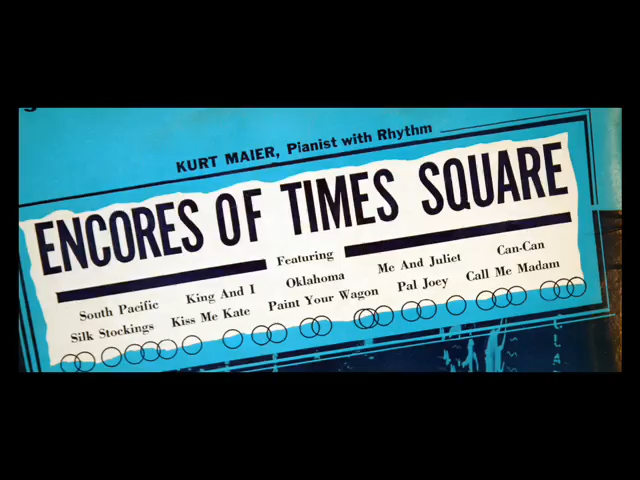 KURT MAIER, Pianist with Rhythm
ENCORES OF TIMES SQUARE
Featuring
South Pacific King And I Oklahoma Me And Juliet Can-Can
Silk Stockings Kiss Me Kate Paint Your Wagon Pal Joey Call Me Madam
CLA